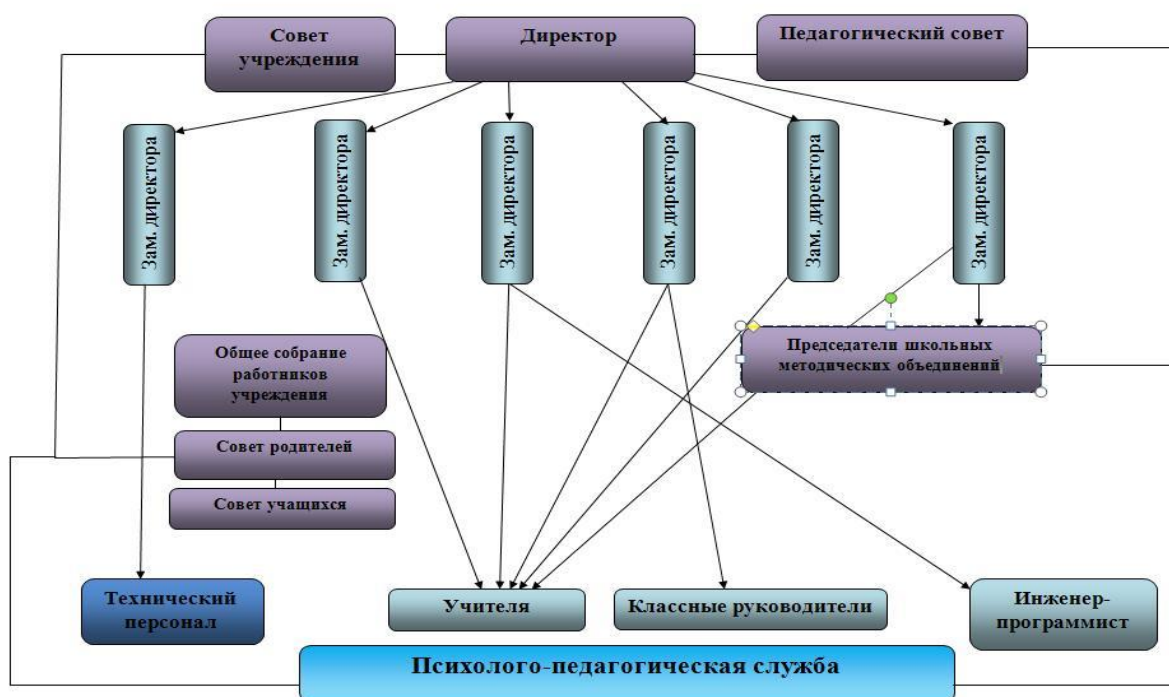 Совет
учреждения
Директор
Педагогический совет
Зам. директора
Зам. директора
Зам. директора
Зам. директора
Зам. директора
Зам. директора
Председатели школьных
методических объединений
Общее собрание
работников
учреждения
Совет родителей
Совет учащихся
Технический
персонал
Учителя
Классные руководители
Инженер-
программист
Психолого-педагогическая служба